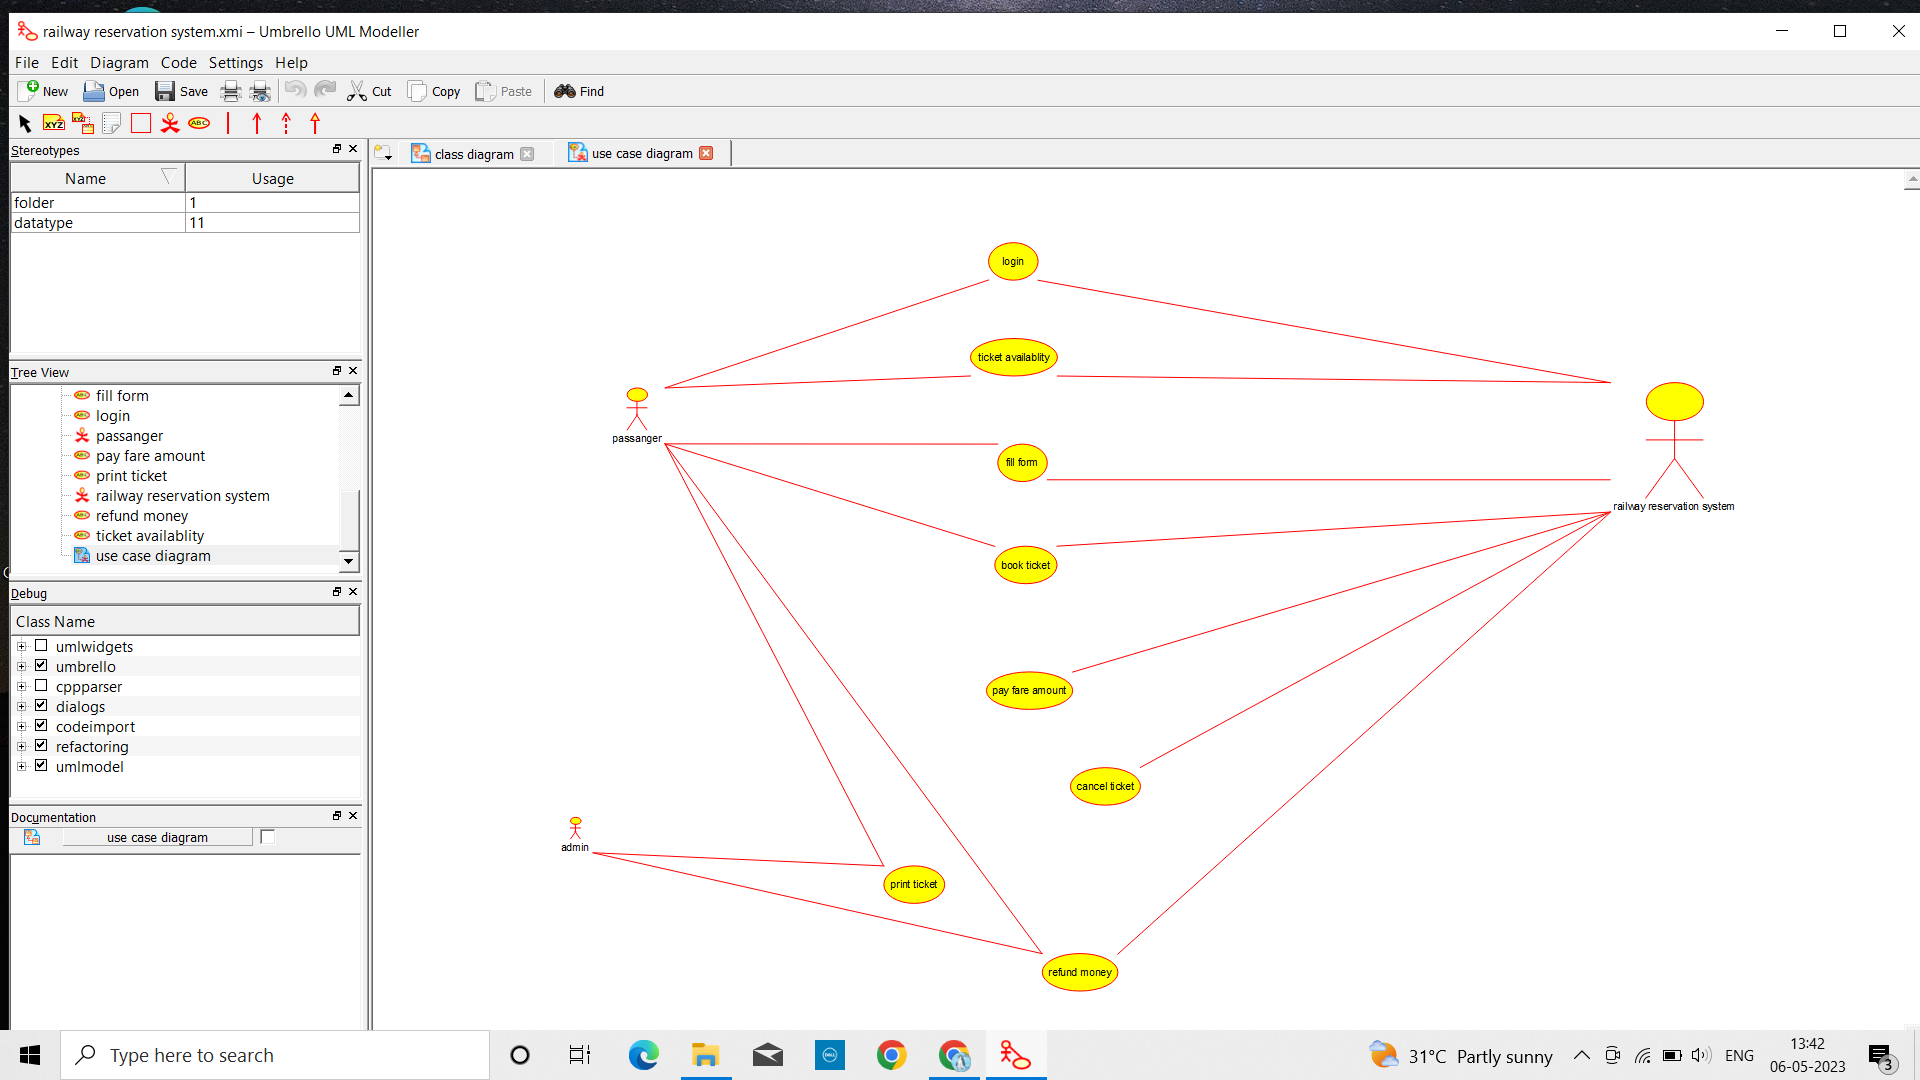 railway reservation system.xmi – Umbrello UML Modeller
File Edit Diagram Code Settings Help
New Open Save Cut Copy Paste Find
XYZ XYZ ABC
Stereotypes
Name Usage
folder 1
datatype 11
Tree View
fill form
login
passanger
pay fare amount
print ticket
railway reservation system
refund money
ticket availablity
use case diagram
Debug
Class Name
umlwidgets
umbrello
cppparser
dialogs
codeimport
refactoring
umlmodel
Documentation
use case diagram
class diagram use case diagram
login
ticket availablity
passanger
fill form
railway reservation system
book ticket
pay fare amount
cancel ticket
admin
print ticket
refund money
Type here to search
DELL
31°C Partly sunny
ENG
13:42
06-05-2023
3